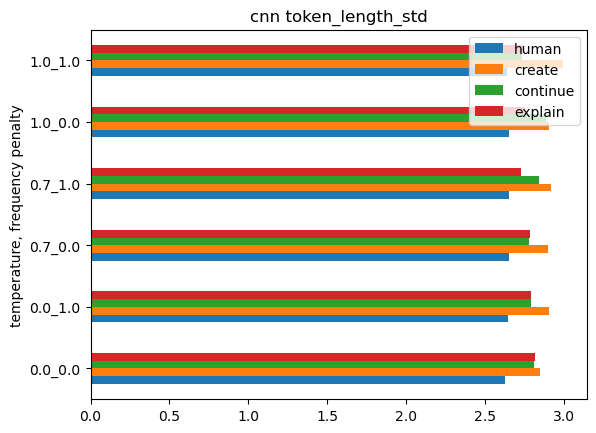 cnn token_length_std
human
create
continue
explain
temperature, frequency penalty
1.0_1.0
1.0_0.0
0.7_1.0
0.7_0.0
0.0_1.0
0.0_0.0
0.0 0.5 1.0 1.5 2.0 2.5 3.0